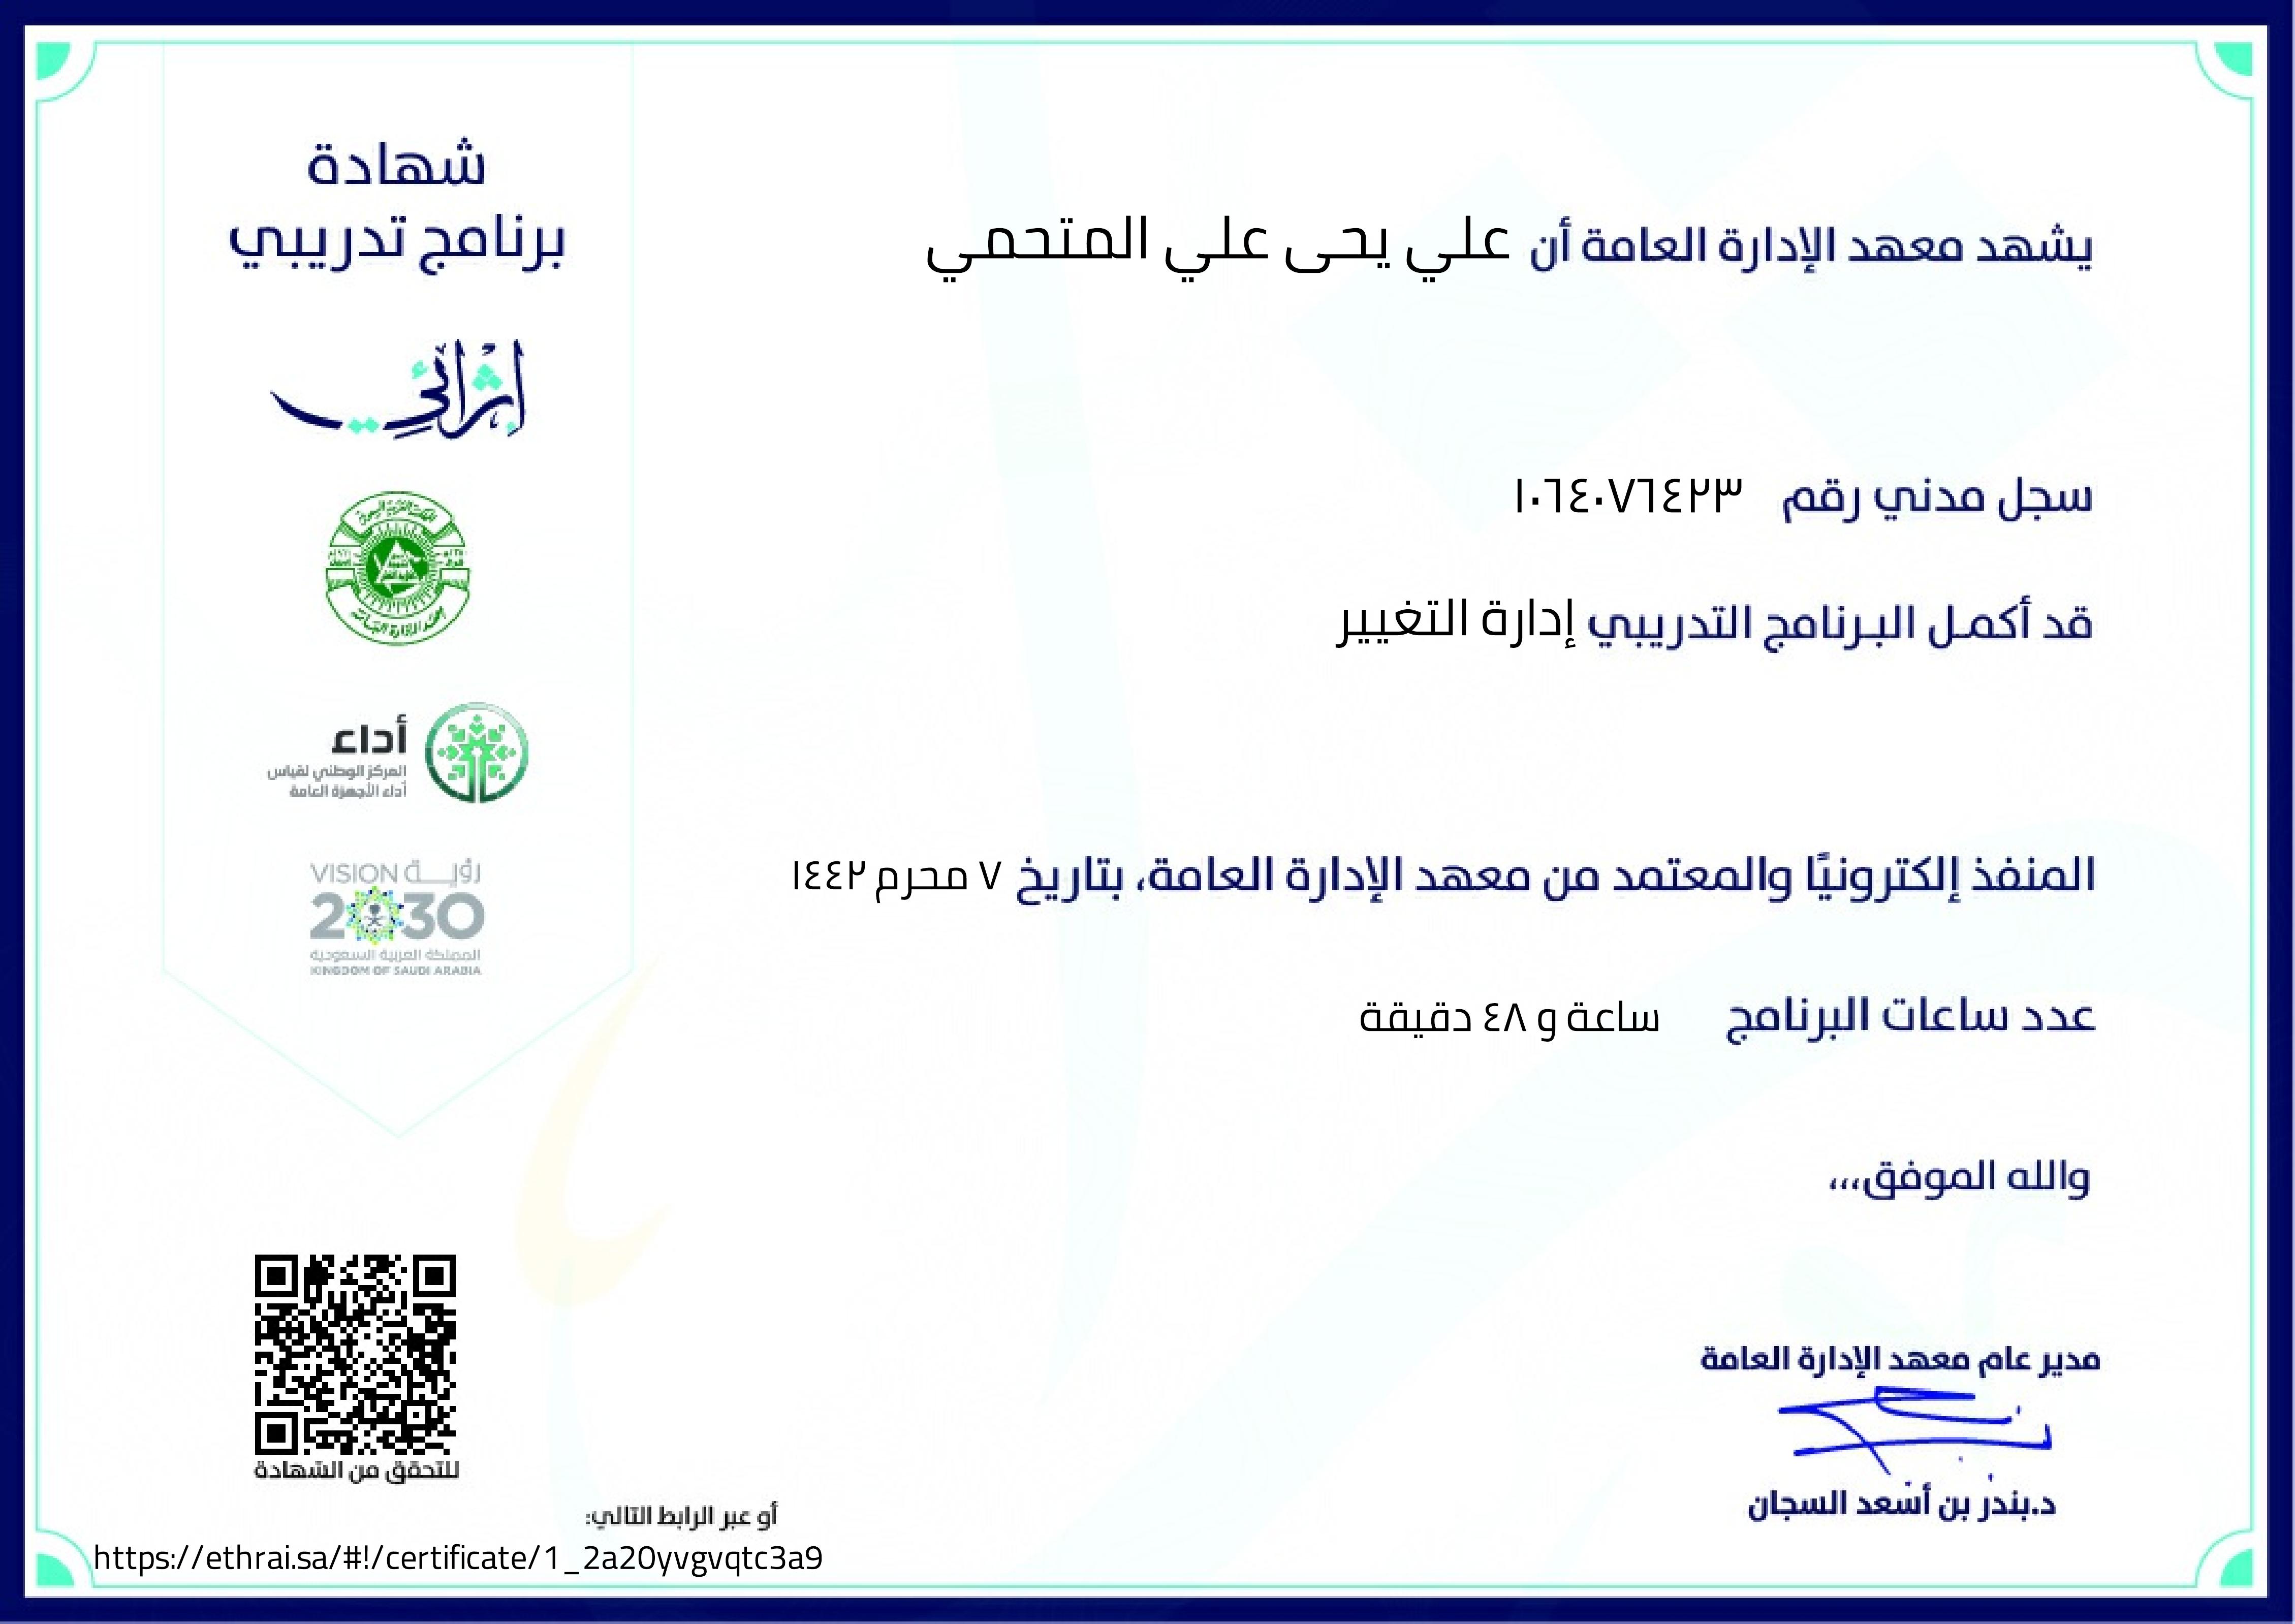 شهادة
برنامج تدريبي
إثرائي
أداء
المركز الوطني لقياس
أداء الأجهزة العامة
VISION رؤيــــة
2030
المملكة العربية السعودية
KINGDOM OF SAUDI ARABIA
يشهد معهد الإدارة العامة أن علي يحى علي المتحمي
سجل مدني رقم ١٠٦٤٠٧٦٤٢٣
قد أكمل البرنامج التدريبي إدارة التغيير
المنفذ إلكترونيًا والمعتمد من معهد الإدارة العامة، بتاريخ ٧ محرم ١٤٤٢
عدد ساعات البرنامج ساعة و ٤٨ دقيقة
والله الموفق،،،
مدير عام معهد الإدارة العامة
د.بندر بن أسعد السجان
للتحقق من الشهادة
أو عبر الرابط التالي:
https://ethrai.sa/#!/certificate/1_2a20yvgvqtc3a9